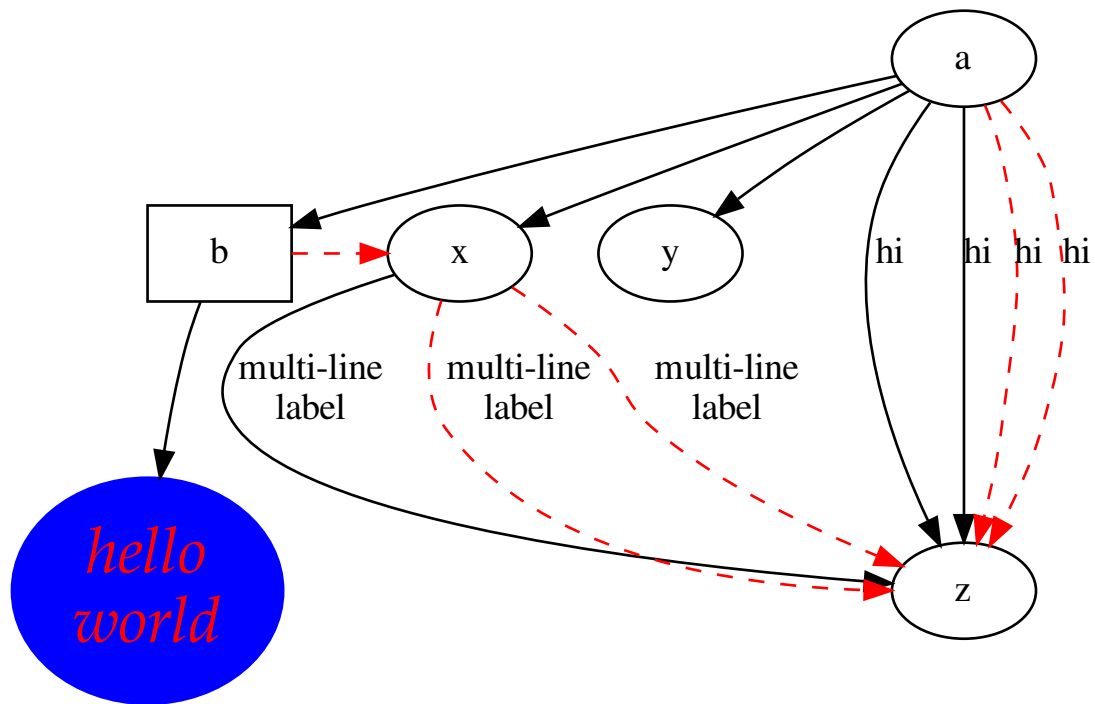 a
b
x
y
hi
hi
hi
hi
multi-line
label
multi-line
label
multi-line
label
hello
world
z